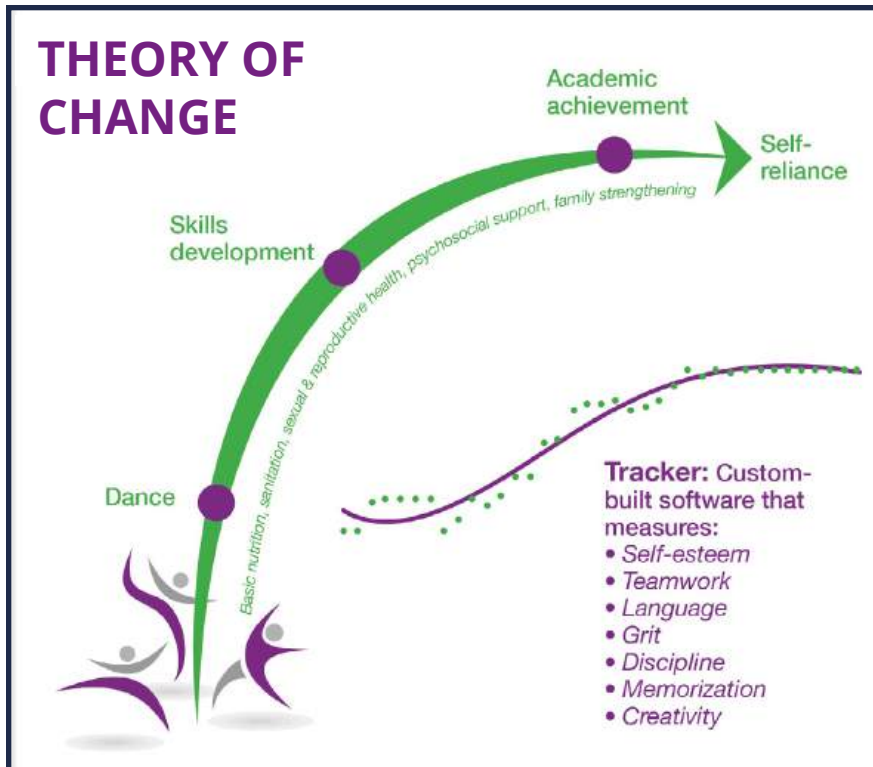 THEORY OF
CHANGE
Academic
achievement
Self-
reliance
Skills
development
Basic nutrition, sanitation, sexual & reproductive health, psychosocial support, family strengthening
Dance
Tracker: Custom-
built software that
measures:
• Self-esteem
• Teamwork
• Language
• Grit
• Discipline
• Memorization
• Creativity